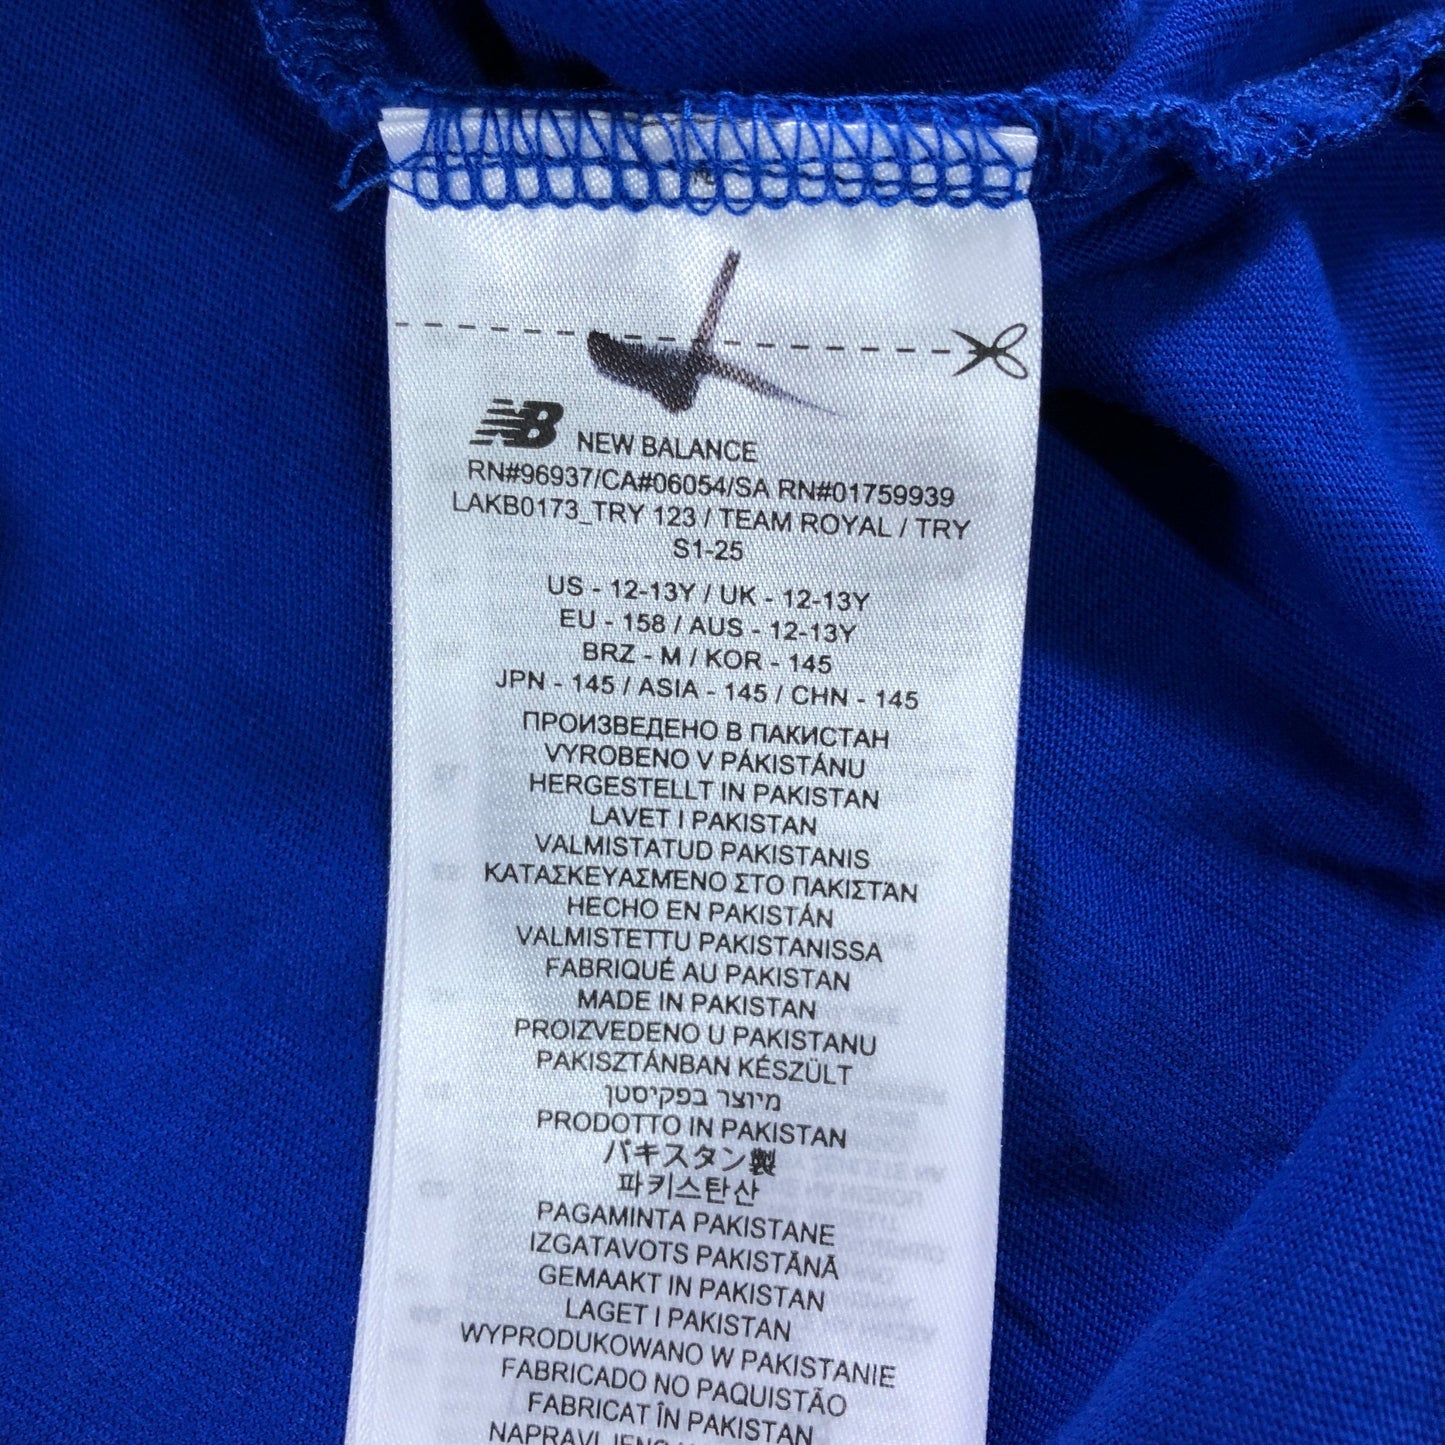 NB NEW BALANCE
RN#96937/CA#06054/SA RN#01759939
LAKB0173_TRY 123 / TEAM ROYAL / TRY
S1-25
US - 12-13Y / UK - 12-13Y
EU - 158 / AUS - 12-13Y
BRZ - M / KOR - 145
JPN - 145 / ASIA - 145 / CHN - 145
ПРОИЗВЕДЕНО В ПАКИСТАН
VYROBENO V PÁKISTÁNU
HERGESTELLT IN PAKISTAN
LAVET I PAKISTAN
VALMISTATUD PAKISTANIS
ΚΑΤΑΣΚΕΥΑΣΜΈΝΟ ΣΤΟ ΠΑΚΙΣΤΆΝ
HECHO EN PAKISTÁN
VALMISTETTU PAKISTANISSA
FABRIQUÉ AU PAKISTAN
MADE IN PAKISTAN
PROIZVEDENO U PAKISTANU
PAKISZTÁNBAN KÉSZÜLT
מיוצר בפקיסטן
PRODOTTO IN PAKISTAN
パキスタン製
파키스탄산
PAGAMINTA PAKISTANE
IZGATAVOTS PAKISTĀNĀ
GEMAAKT IN PAKISTAN
LAGET I PAKISTAN
WYPRODUKOWANO W PAKISTANIE
FABRICADO NO PAQUISTÃO
FABRICAT ÎN PAKISTAN